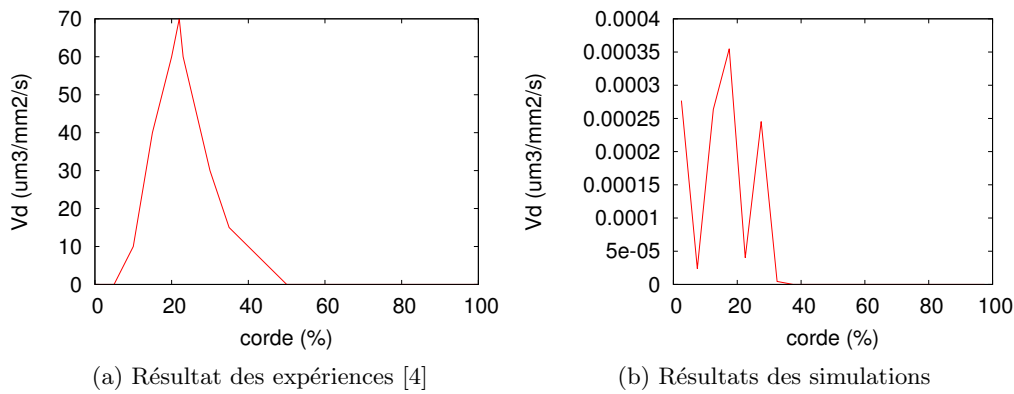 70
60
50
40
30
20
10
0
Vd (um3/mm2/s)
0 20 40 60 80 100
corde (%)
(a) Résultat des expériences [4]
0.0004
0.00035
0.0003
0.00025
0.0002
0.00015
0.0001
5e-05
0
Vd (um3/mm2/s)
0 20 40 60 80 100
corde (%)
(b) Résultats des simulations